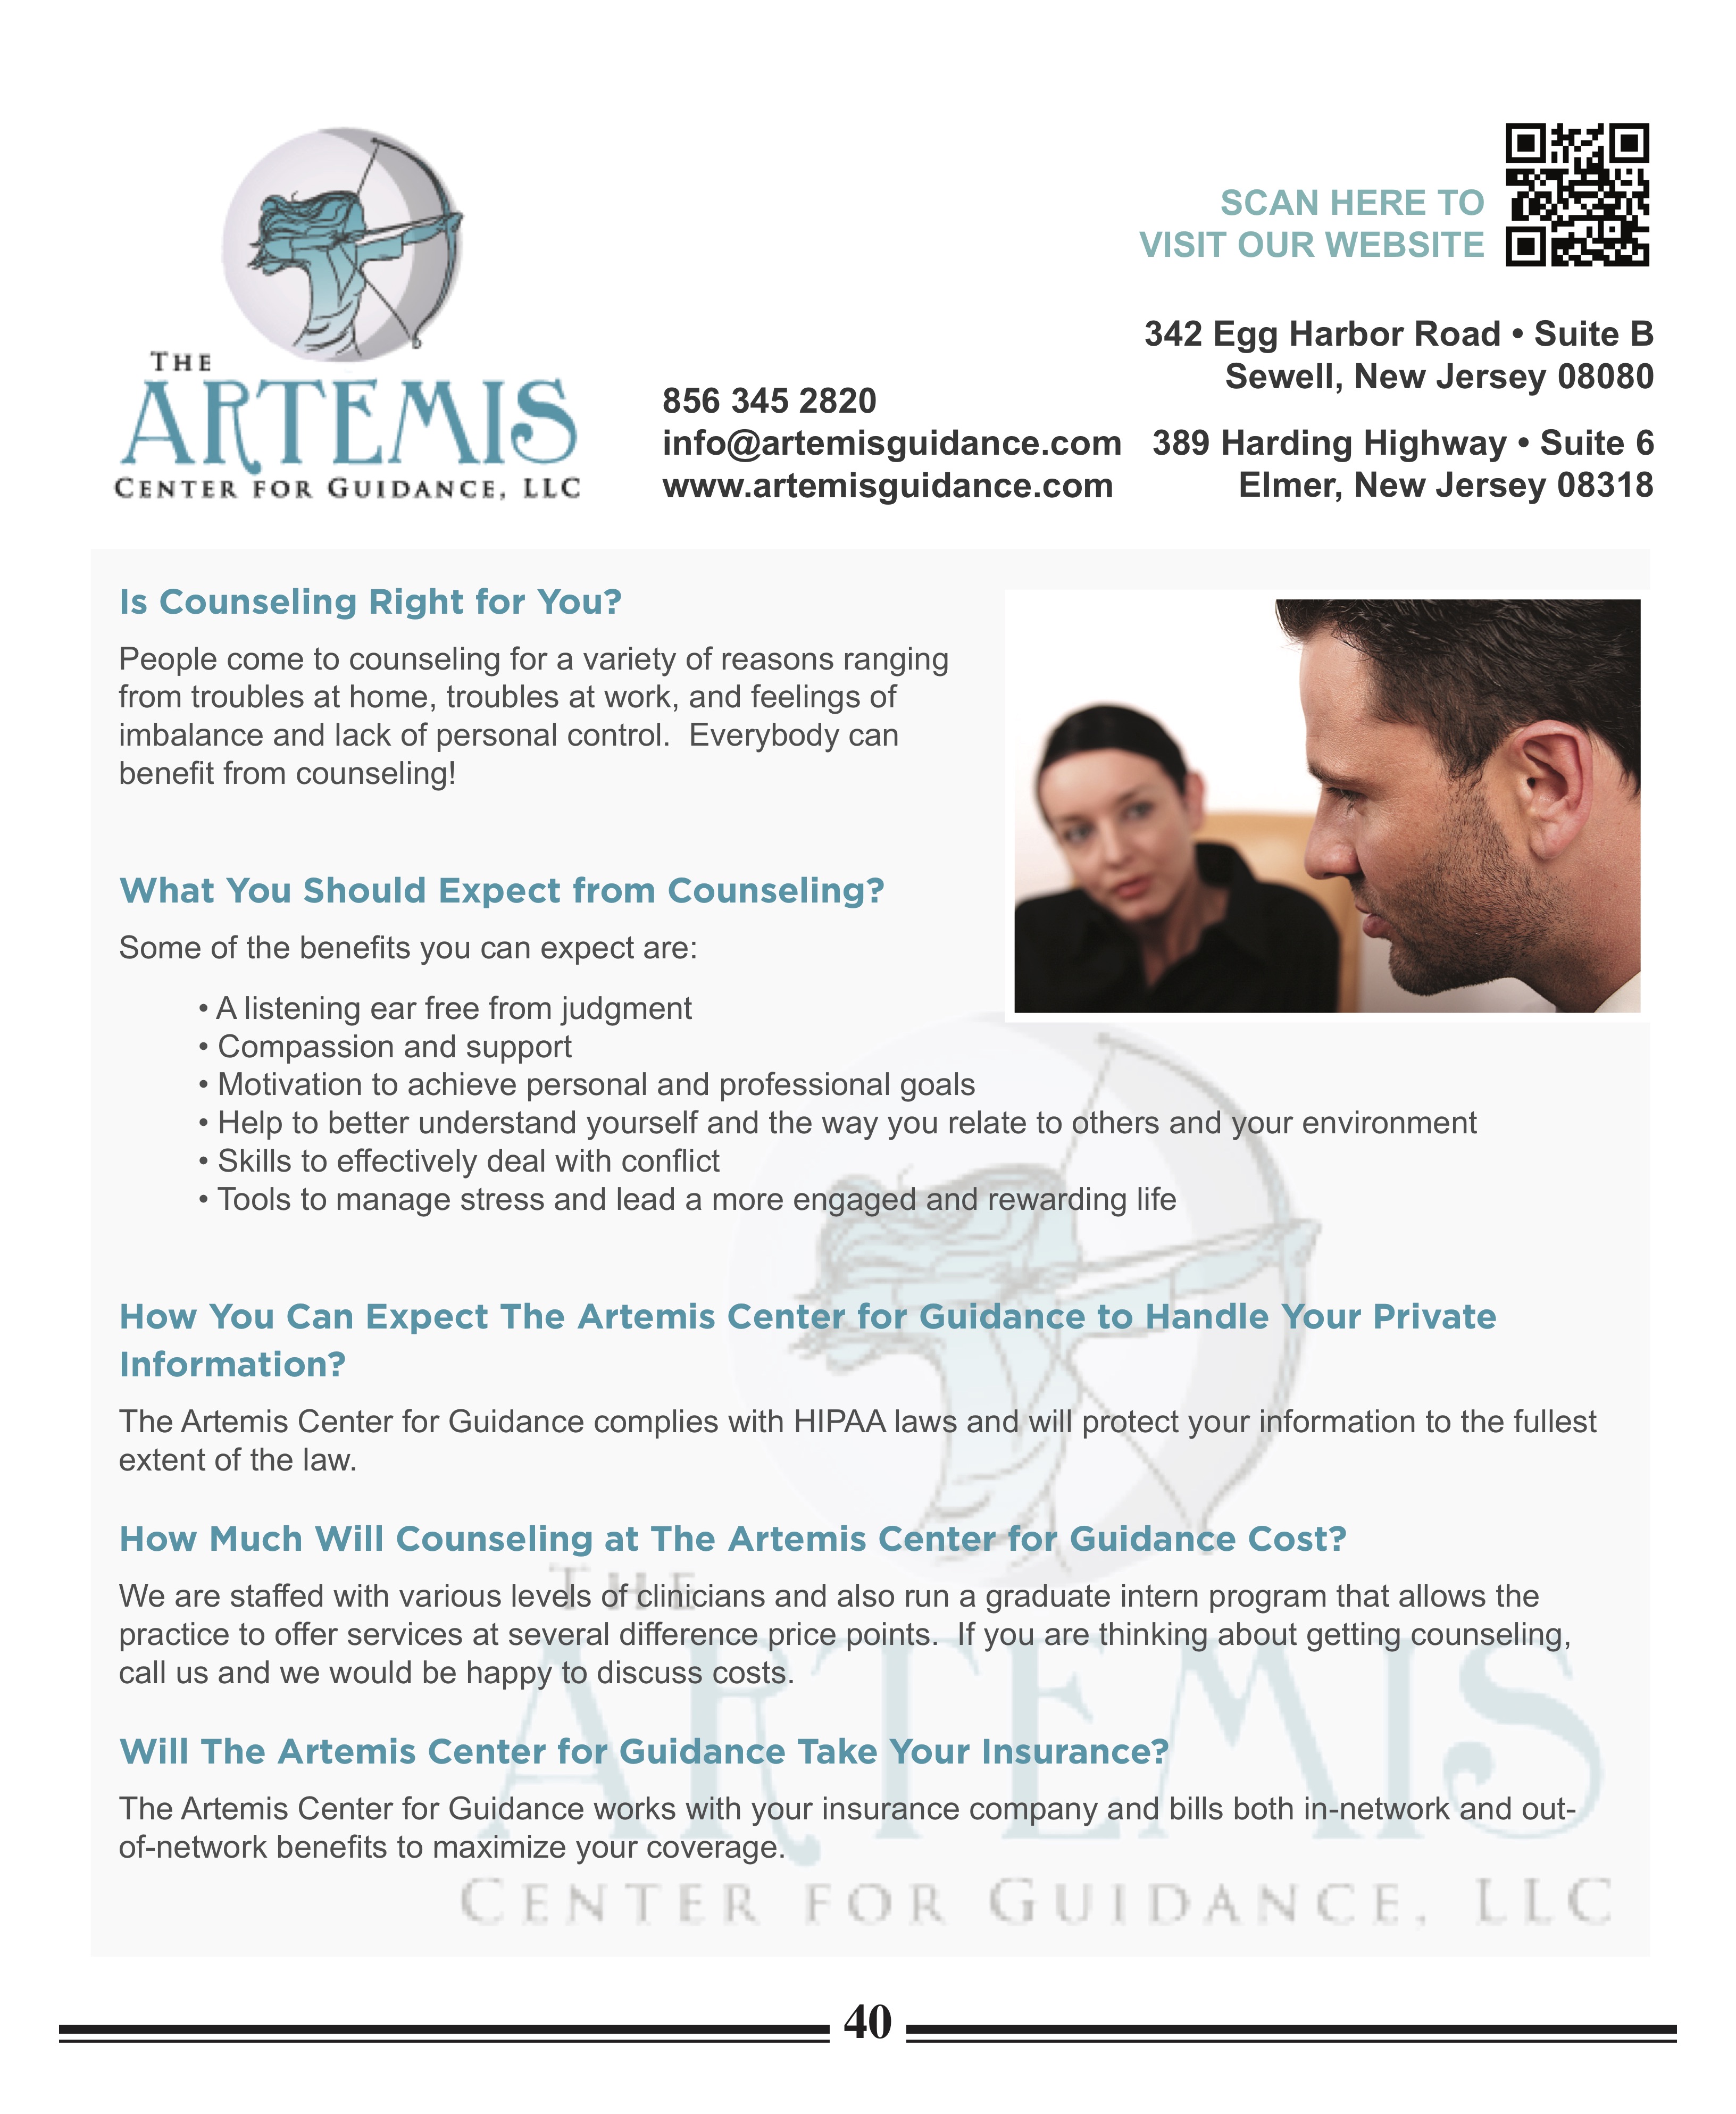 THE
ARTEMIS
CENTER FOR GUIDANCE, LLC
856 345 2820
info@artemisguidance.com
www.artemisguidance.com
SCAN HERE TO
VISIT OUR WEBSITE
342 Egg Harbor Road • Suite B
Sewell, New Jersey 08080
389 Harding Highway • Suite 6
Elmer, New Jersey 08318
Is Counseling Right for You?
People come to counseling for a variety of reasons ranging
from troubles at home, troubles at work, and feelings of
imbalance and lack of personal control.  Everybody can
benefit from counseling!
What You Should Expect from Counseling?
Some of the benefits you can expect are:
• A listening ear free from judgment
• Compassion and support
• Motivation to achieve personal and professional goals
• Help to better understand yourself and the way you relate to others and your environment
• Skills to effectively deal with conflict
• Tools to manage stress and lead a more engaged and rewarding life
How You Can Expect The Artemis Center for Guidance to Handle Your Private
Information?
The Artemis Center for Guidance complies with HIPAA laws and will protect your information to the fullest
extent of the law.
How Much Will Counseling at The Artemis Center for Guidance Cost?
We are staffed with various levels of clinicians and also run a graduate intern program that allows the
practice to offer services at several difference price points.  If you are thinking about getting counseling,
call us and we would be happy to discuss costs.
Will The Artemis Center for Guidance Take Your Insurance?
The Artemis Center for Guidance works with your insurance company and bills both in-network and out-
of-network benefits to maximize your coverage.
THE
ARTEMIS
CENTER FOR GUIDANCE, LLC
40